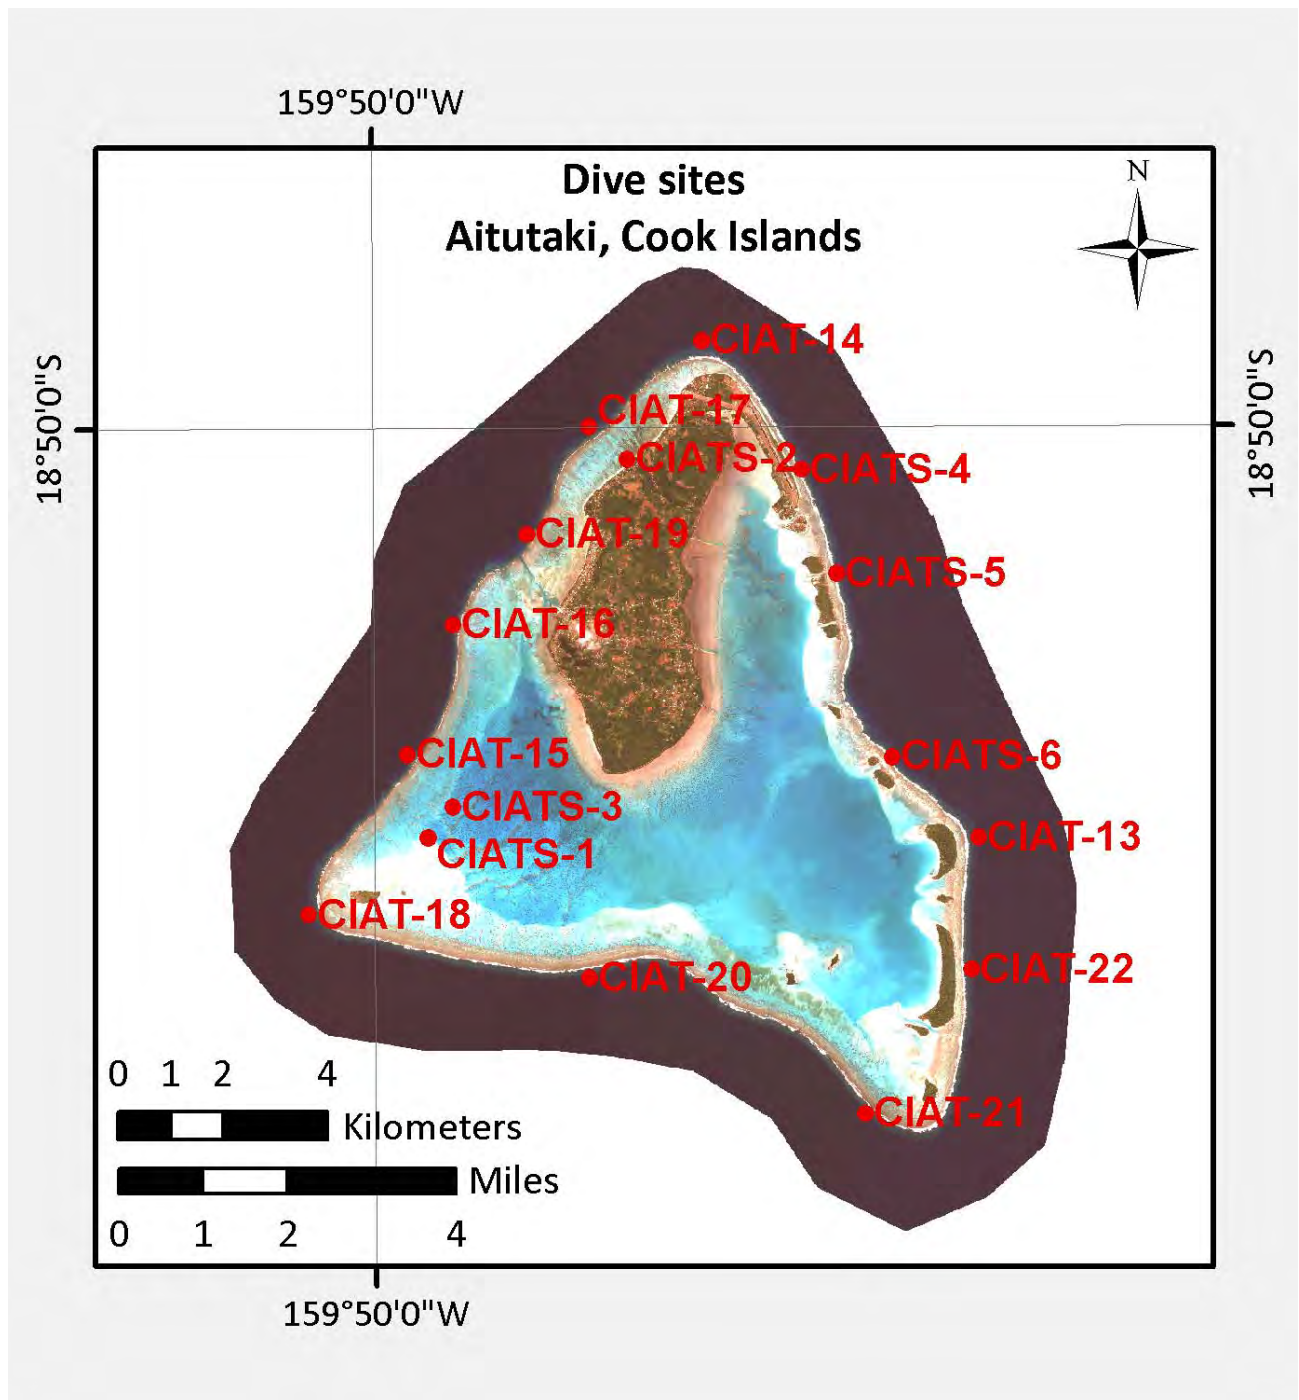 159°50'0"W
Dive sites
Aitutaki, Cook Islands
N
18°50'0"S
18°50'0"S
CIAT-14
CIAT-17
CIATS-2
CIATS-4
CIAT-19
CIATS-5
CIAT-16
CIAT-15
CIATS-6
CIATS-3
CIAT-13
CIATS-1
CIAT-18
CIAT-22
CIAT-20
CIAT-21
0 1 2 4
Kilometers
Miles
0 1 2 4
159°50'0"W